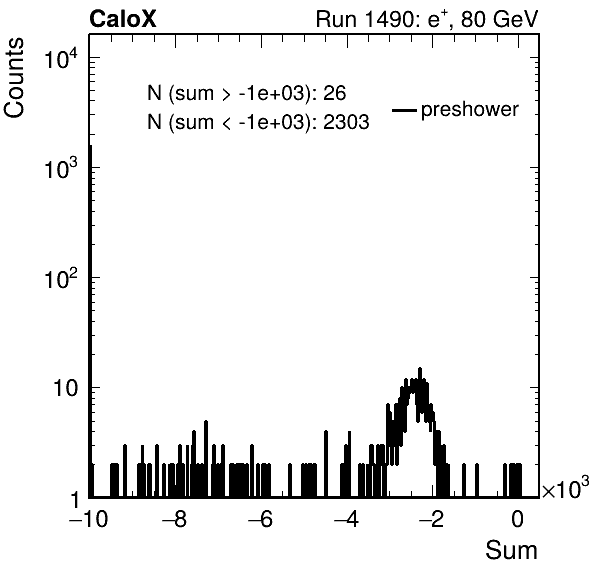 CaloX Run 1490: e⁺, 80 GeV
Counts
10⁴
N (sum > -1e+03): 26
N (sum < -1e+03): 2303
preshower
10³
10²
10
1
−10 −8 −6 −4 −2 0 ×10³
Sum